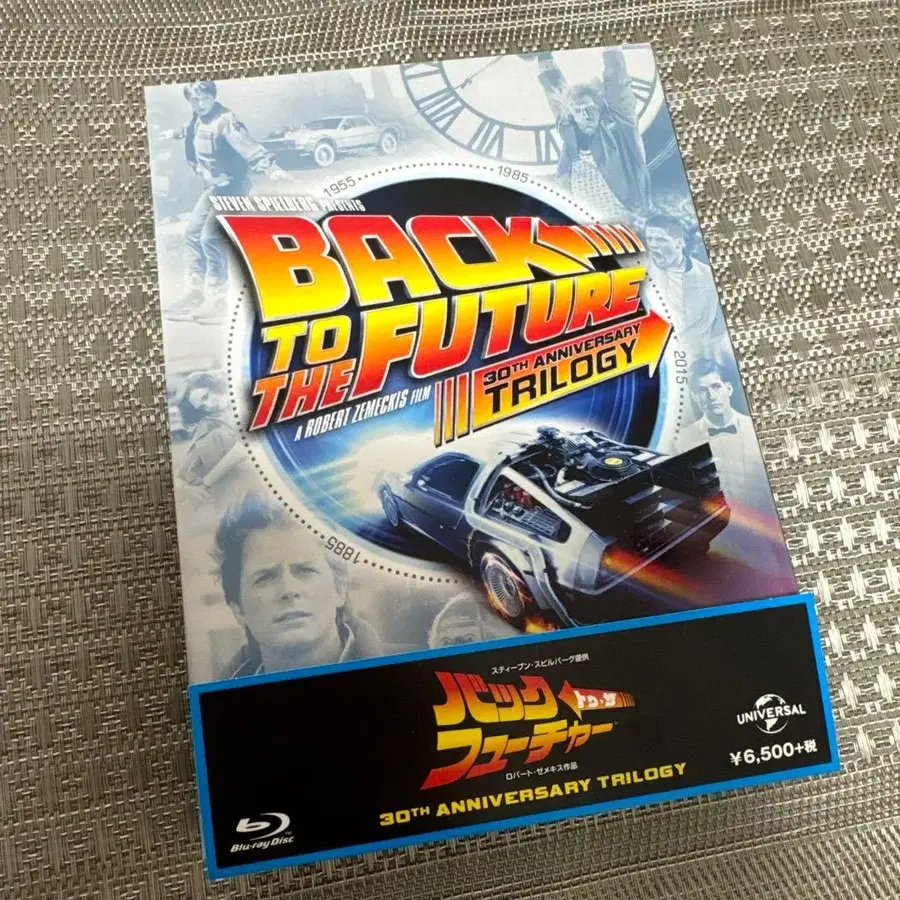 1955
1985
STEVEN SPIELBERG PRESENTS
BACK
TO THE FUTURE
30TH ANNIVERSARY
TRILOGY
A ROBERT ZEMECKIS FILM
2015
1885
スティーブン・スピルバーグ提供
バック
トゥ・ザ
フューチャー
ロバート・ゼメキス作品
30TH ANNIVERSARY TRILOGY
UNIVERSAL
¥6,500+税
Blu-ray Disc